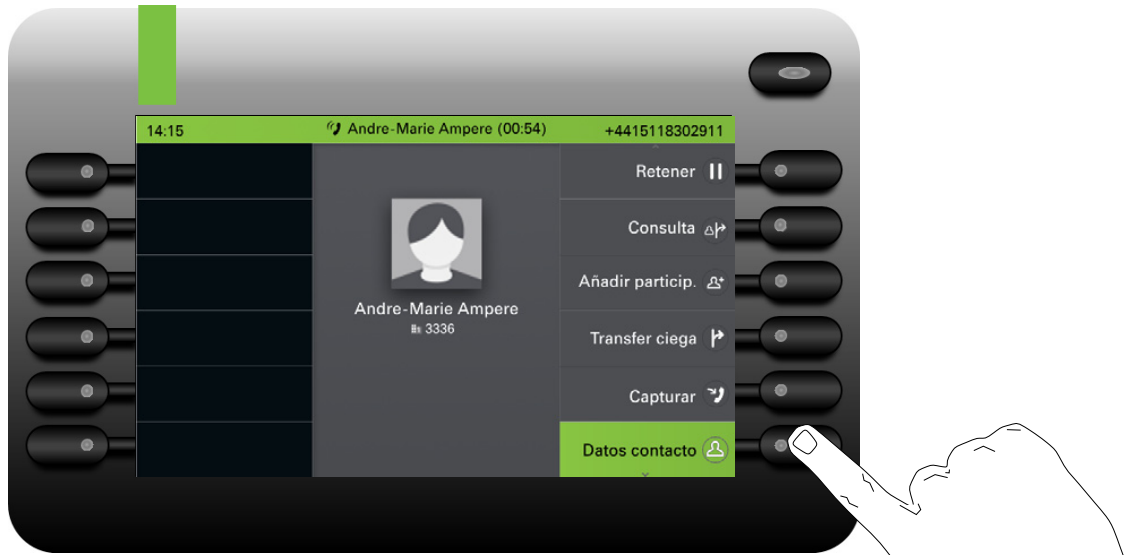 14:15 Andre-Marie Ampere (00:54) +4415118302911
Retener
Consulta
Añadir particip.
Andre-Marie Ampere
3336
Transfer ciega
Capturar
Datos contacto